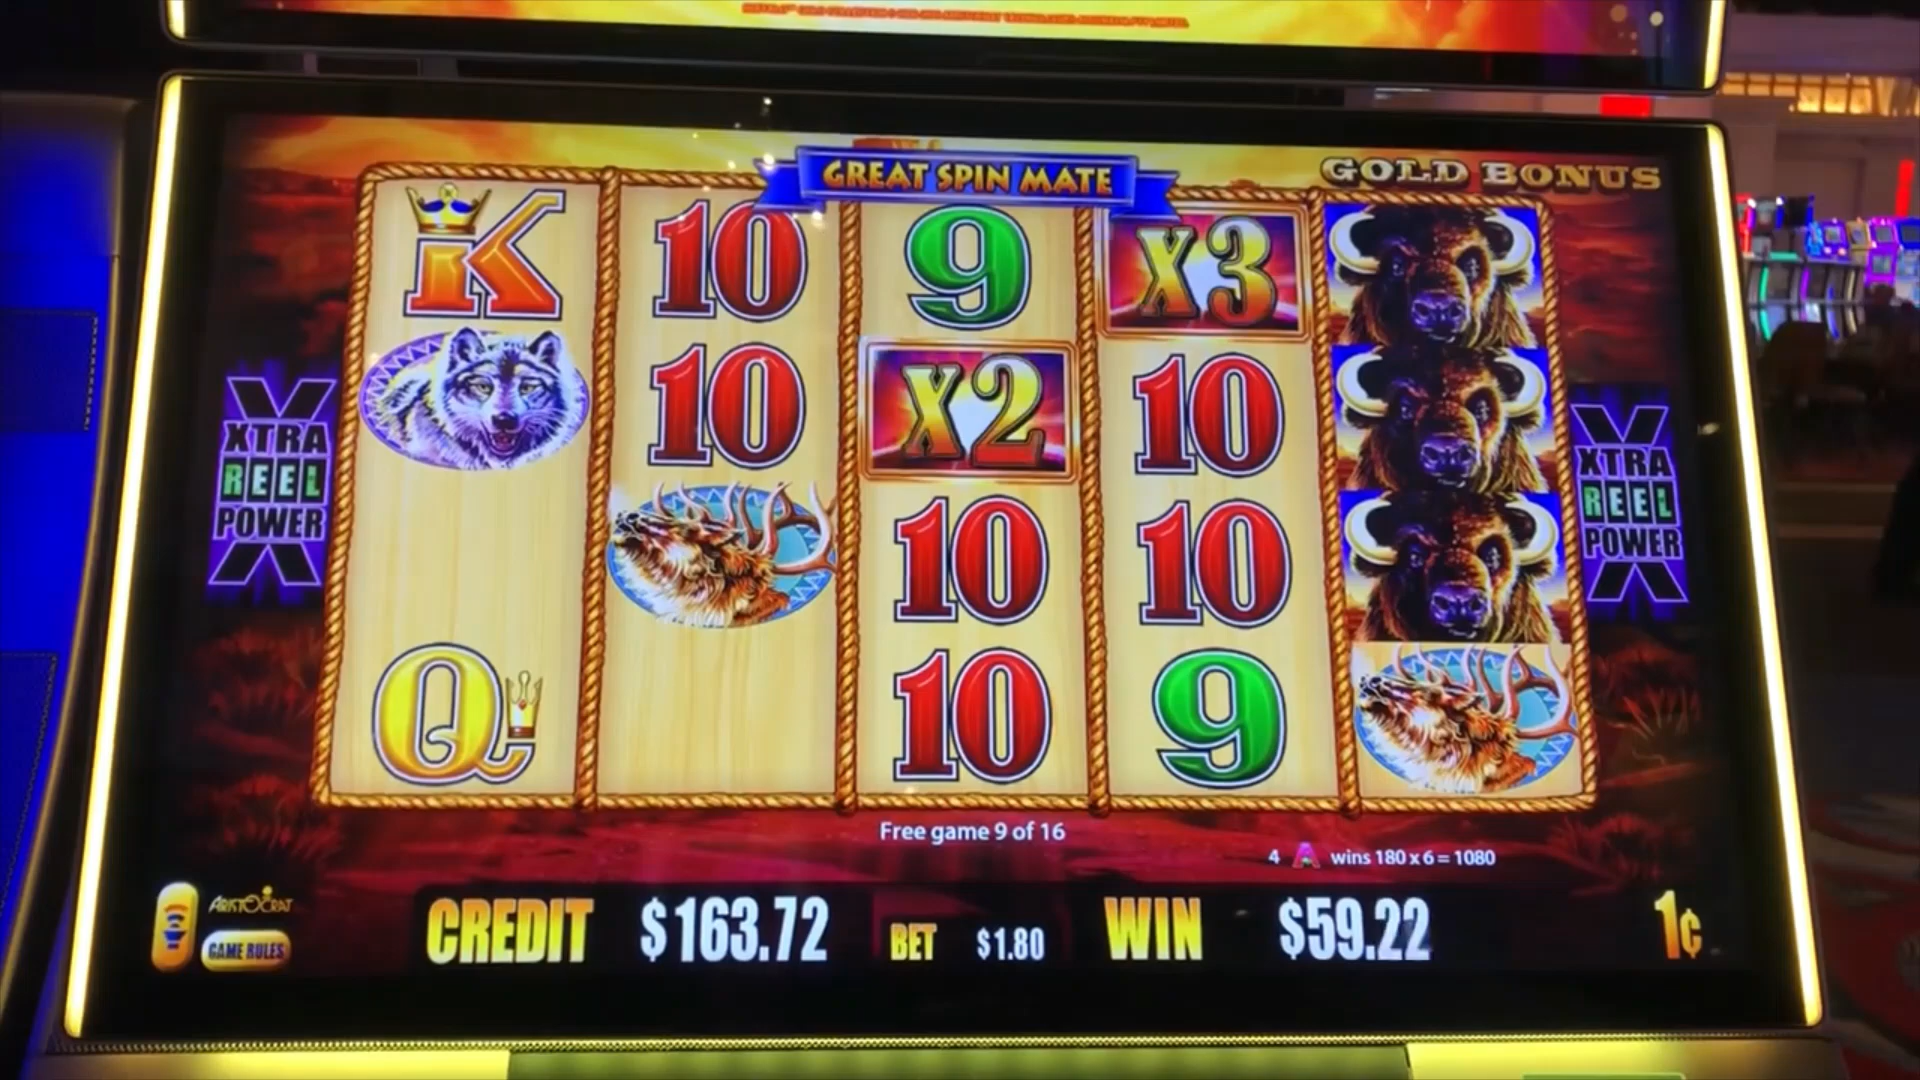 GREAT SPIN MATE
GOLD BONUS
K
10
9
X3
10
X2
10
10
10
Q
10
9
XTRA
REEL
POWER
XTRA
REEL
POWER
Free game 9 of 16
4 A wins 180 x 6 = 1080
ARISTOCRAT
GAME RULES
CREDIT $163.72
BET $1.80
WIN $59.22
1¢